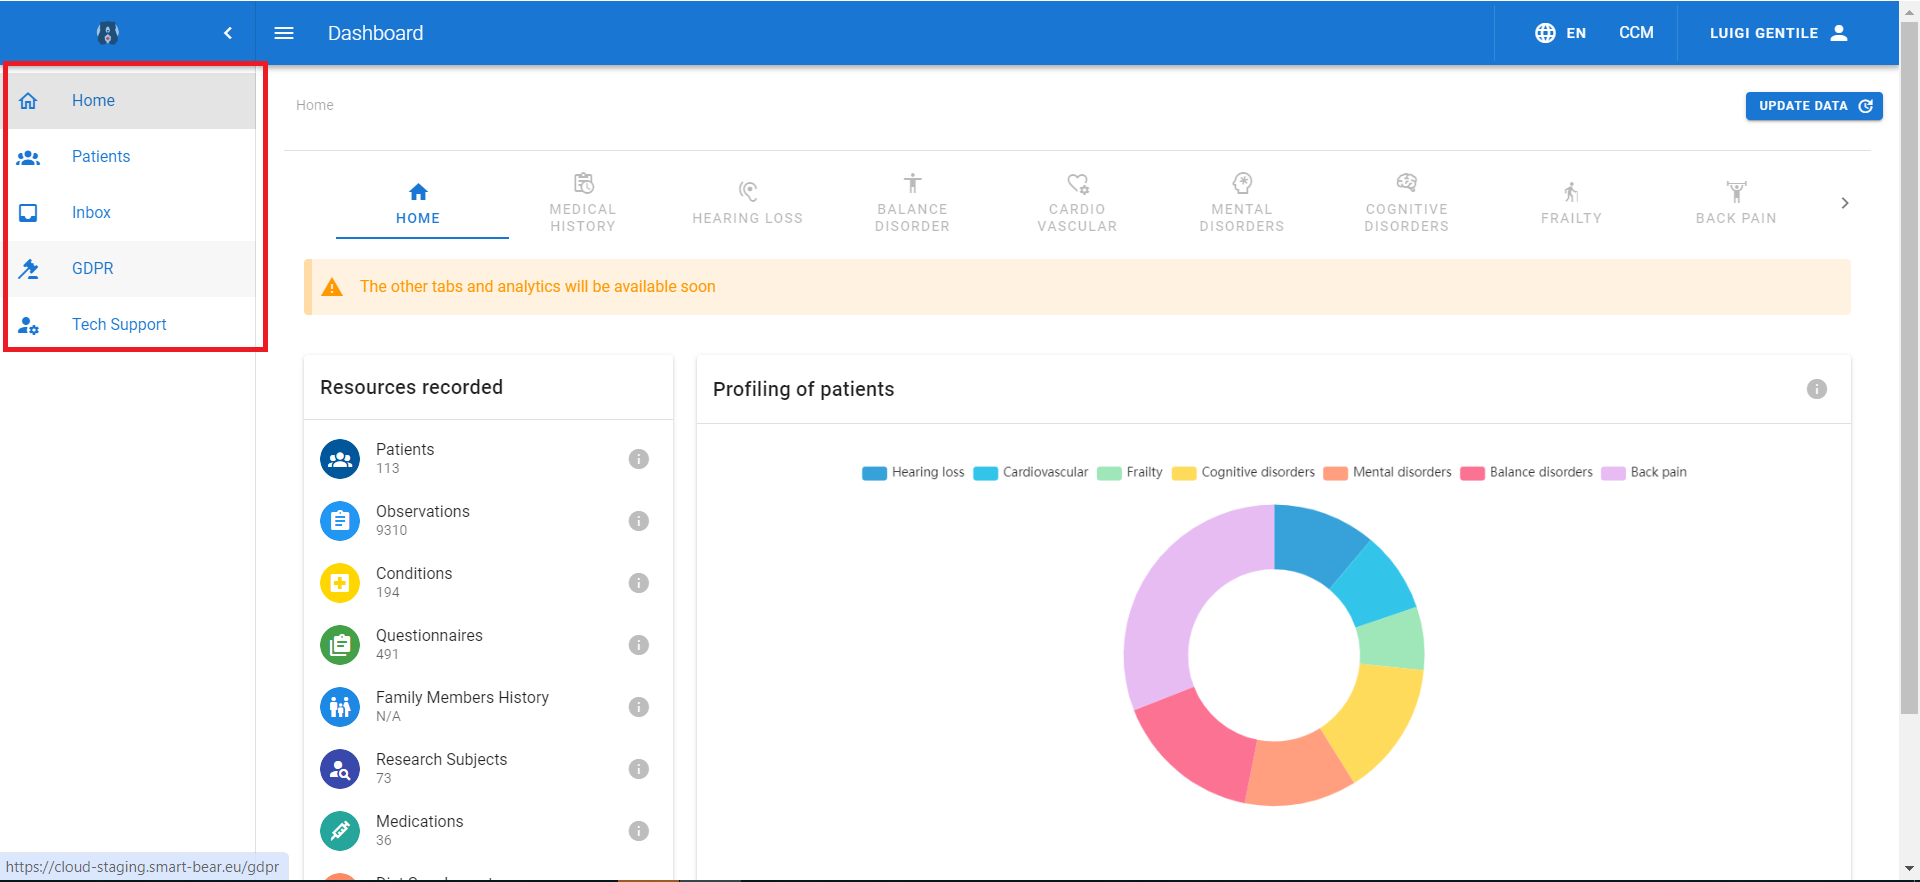 Dashboard
EN
CCM
LUIGI GENTILE
Home
Patients
Inbox
GDPR
Tech Support
Home
UPDATE DATA
HOME
MEDICAL
HISTORY
HEARING LOSS
BALANCE
DISORDER
CARDIO
VASCULAR
MENTAL
DISORDERS
COGNITIVE
DISORDERS
FRAILTY
BACK PAIN
The other tabs and analytics will be available soon
Resources recorded
Patients
113
Observations
9310
Conditions
194
Questionnaires
491
Family Members History
N/A
Research Subjects
73
Medications
36
Profiling of patients
Hearing loss Cardiovascular Frailty Cognitive disorders Mental disorders Balance disorders Back pain
https://cloud-staging.smart-bear.eu/gdpr